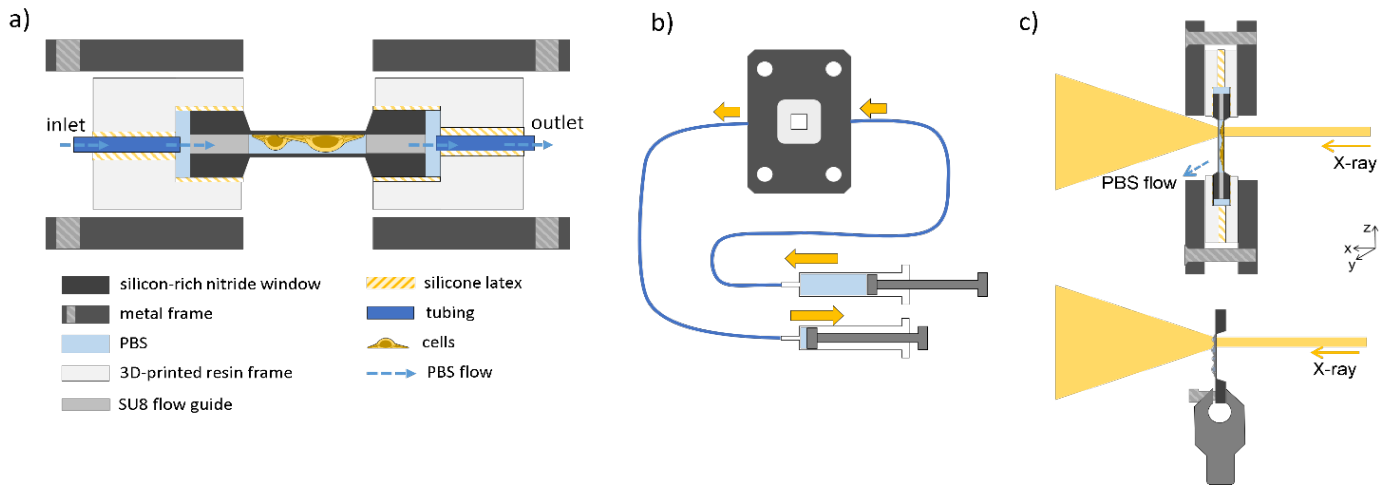 a)
inlet
outlet
silicon-rich nitride window
metal frame
PBS
3D-printed resin frame
SU8 flow guide
silicone latex
tubing
cells
PBS flow
b)
c)
X-ray
PBS flow
z
x
y
X-ray